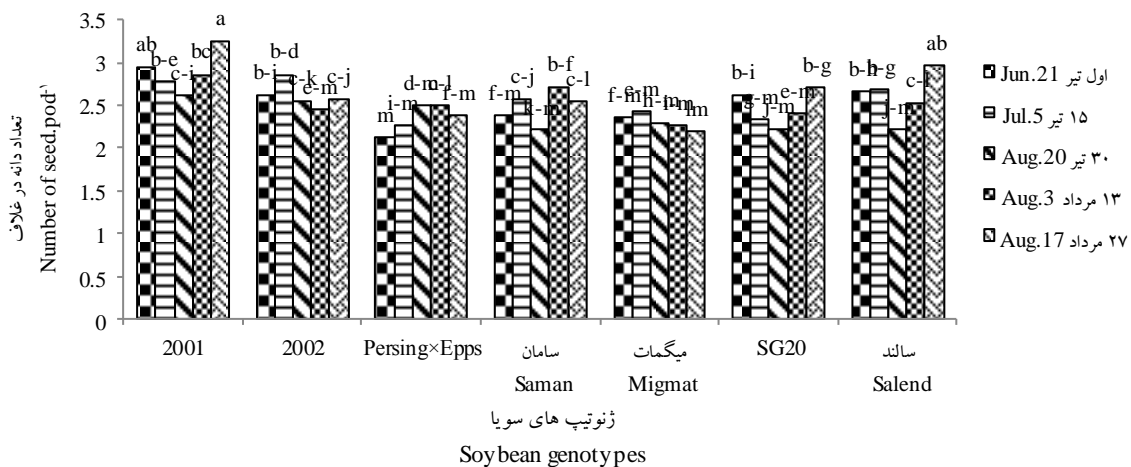 تعداد دانه در غلاف
Number of seed.pod⁻¹
3.5
3
2.5
2
1.5
1
0.5
0
ab
b-e
c-i
bc
a
b-i
b-d
c-k
e-m
c-j
m
i-m
d-m
f-m
f-m
c-j
k-m
b-f
c-l
f-m
e-m
lm
b-i
g-m
j-m
e-m
b-g
b-h
b-g
j-m
c-l
ab
2001
2002
Persing×Epps
سامان
Saman
میگمات
Migmat
SG20
سالند
Salend
ژنوتیپ های سویا
Soybean genotypes
Jun.21 اول تیر
Jul.5 ۱۵ تیر
Aug.20 ۳۰ تیر
Aug.3 ۱۳ مرداد
Aug.17 ۲۷ مرداد